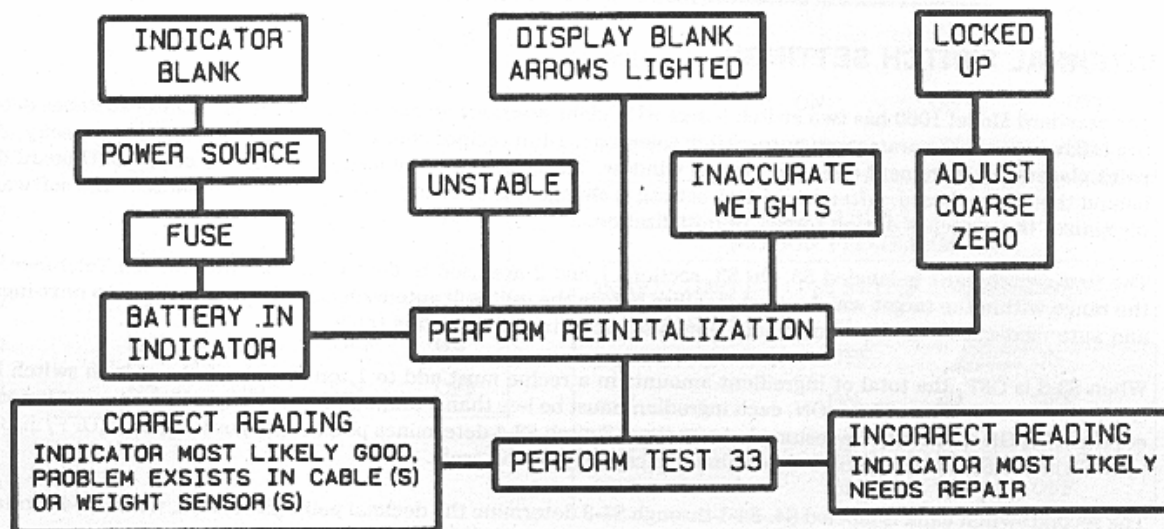 INDICATOR
BLANK
DISPLAY BLANK
ARROWS LIGHTED
LOCKED
UP
POWER SOURCE
UNSTABLE
INACCURATE
WEIGHTS
ADJUST
COARSE
ZERO
FUSE
BATTERY .IN
INDICATOR
PERFORM REINITALIZATION
CORRECT READING
INDICATOR MOST LIKELY GOOD,
PROBLEM EXSISTS IN CABLE(S)
OR WEIGHT SENSOR(S)
PERFORM TEST 33
INCORRECT READING
INDICATOR MOST LIKELY
NEEDS REPAIR